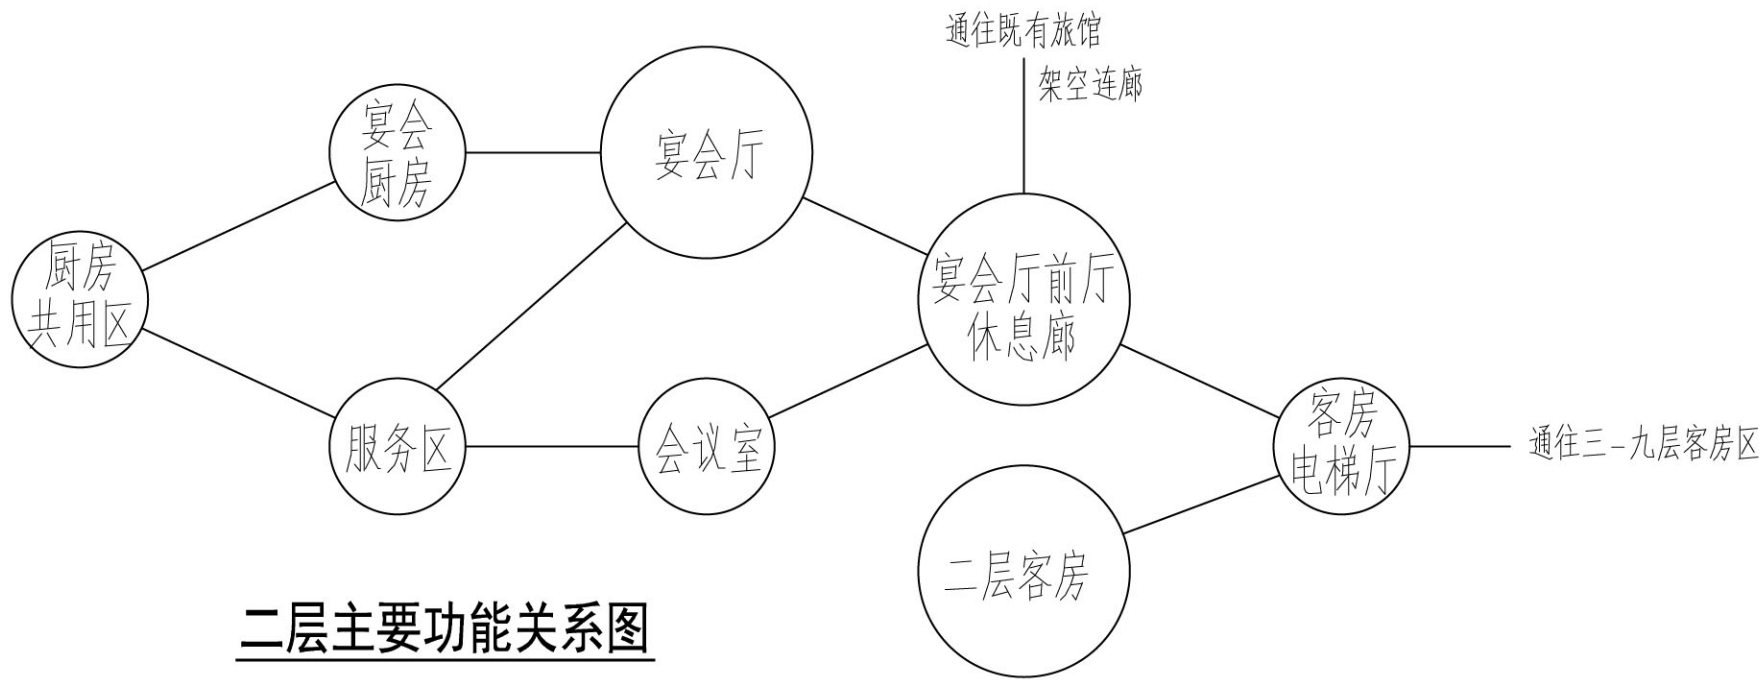 通往既有旅馆
架空连廊
宴会
厨房
宴会厅
厨房
共用区
宴会厅前厅
休息廊
服务区
会议室
客房
电梯厅
通往三-九层客房区
二层客房
二层主要功能关系图